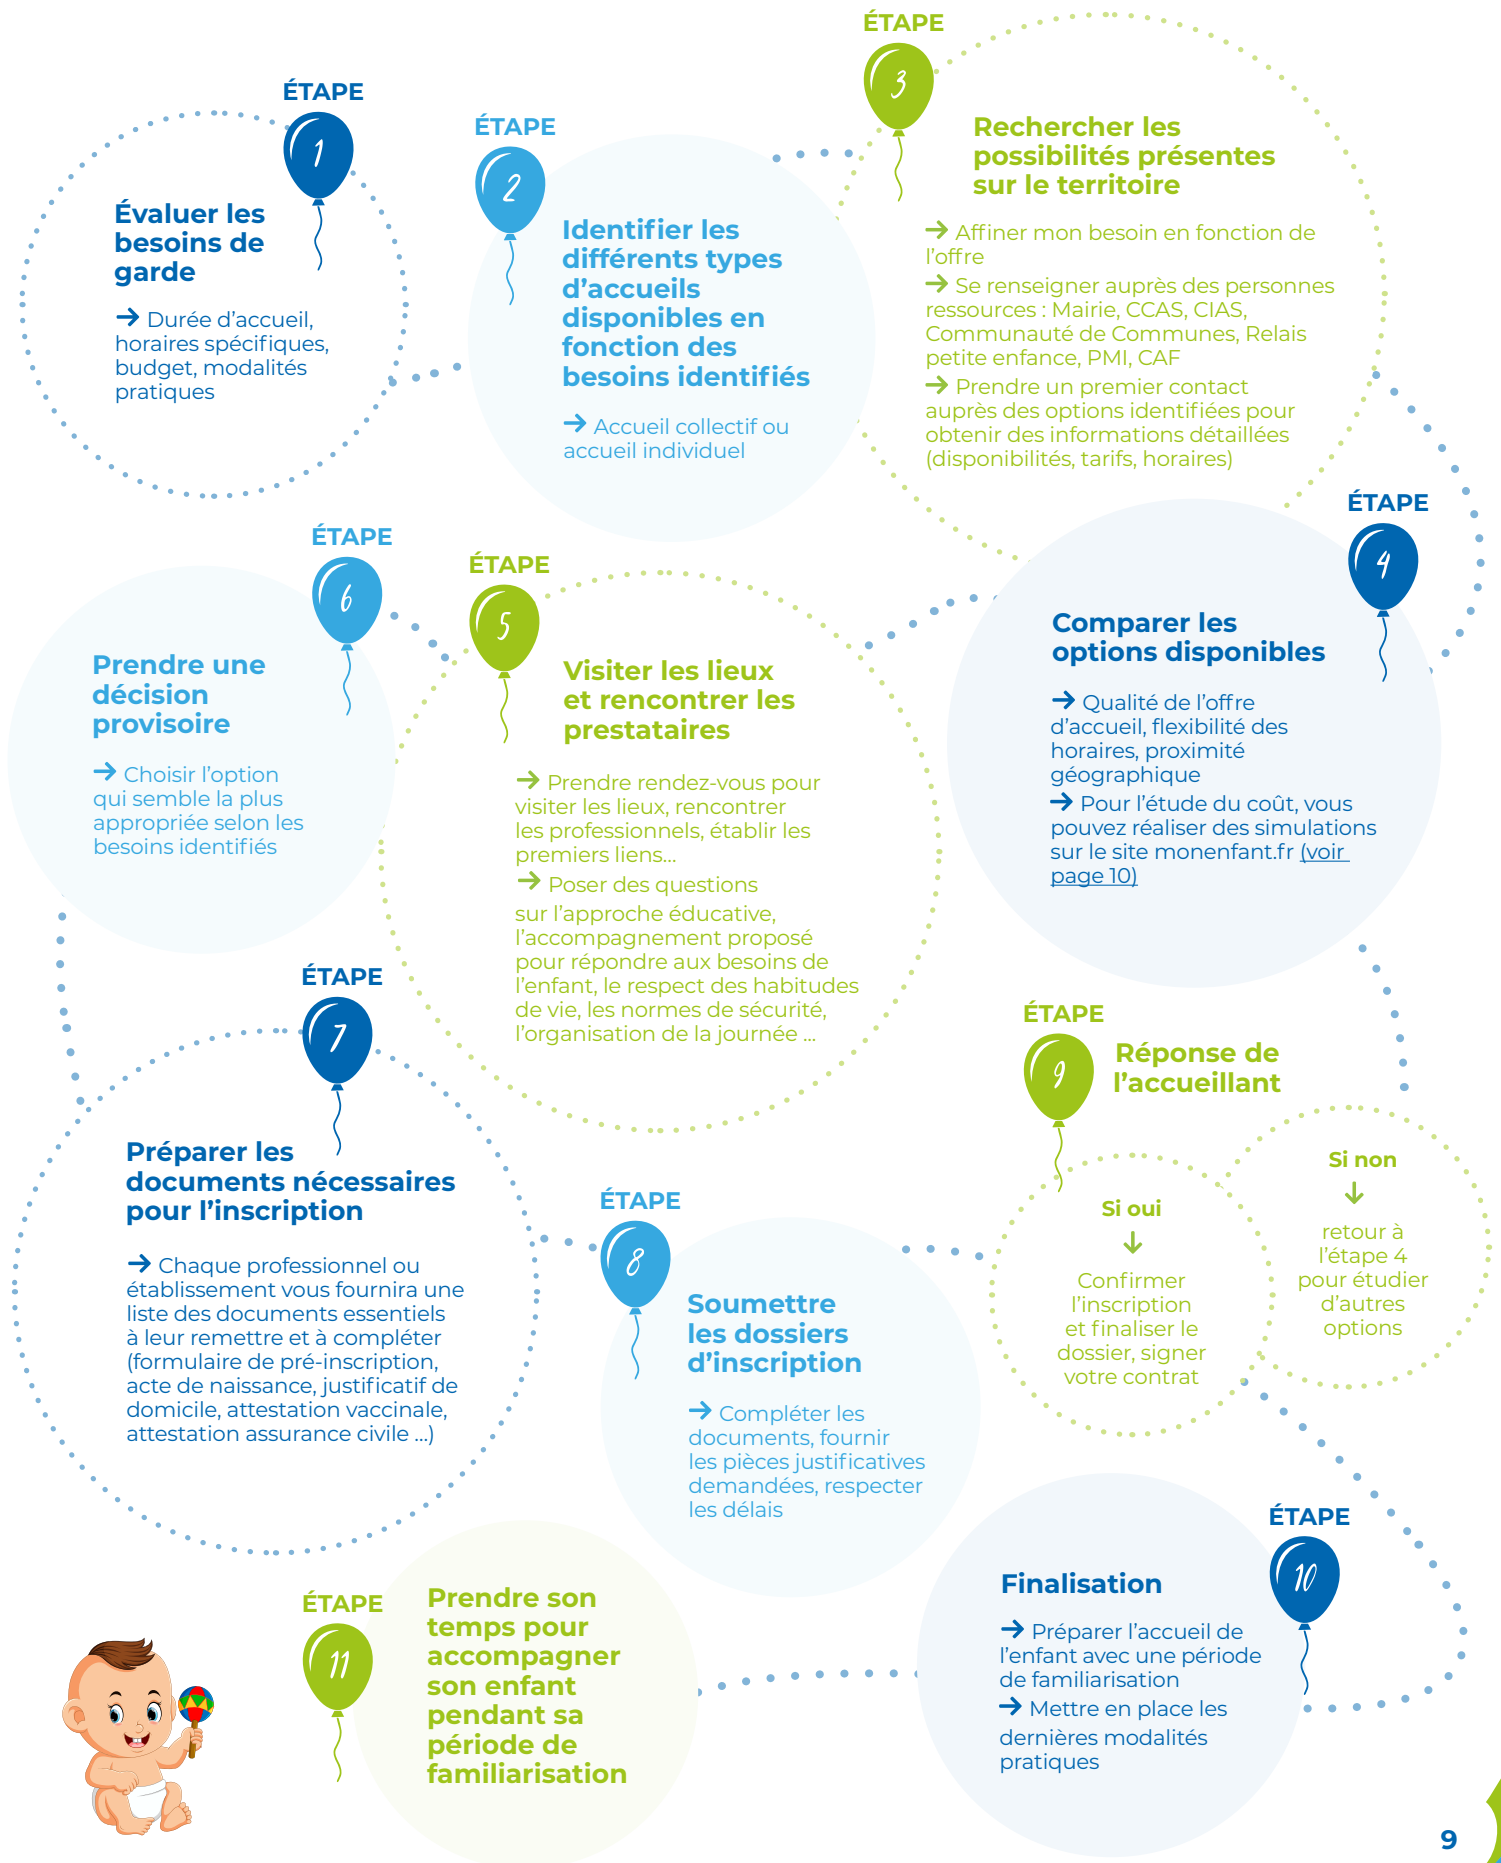 ÉTAPE
1
Évaluer les
besoins de
garde
→ Durée d’accueil,
horaires spécifiques,
budget, modalités
pratiques
ÉTAPE
2
Identifier les
différents types
d’accueils
disponibles en
fonction des
besoins identifiés
→ Accueil collectif ou
accueil individuel
ÉTAPE
3
Rechercher les
possibilités présentes
sur le territoire
→ Affiner mon besoin en fonction de
l’offre
→ Se renseigner auprès des personnes
ressources : Mairie, CCAS, CIAS,
Communauté de Communes, Relais
petite enfance, PMI, CAF
→ Prendre un premier contact
auprès des options identifiées pour
obtenir des informations détaillées
(disponibilités, tarifs, horaires)
ÉTAPE
4
Comparer les
options disponibles
→ Qualité de l’offre
d’accueil, flexibilité des
horaires, proximité
géographique
→ Pour l’étude du coût, vous
pouvez réaliser des simulations
sur le site monenfant.fr (voir
page 10)
ÉTAPE
5
Visiter les lieux
et rencontrer les
prestataires
→ Prendre rendez-vous pour
visiter les lieux, rencontrer
les professionnels, établir les
premiers liens...
→ Poser des questions
sur l’approche éducative,
l’accompagnement proposé
pour répondre aux besoins de
l’enfant, le respect des habitudes
de vie, les normes de sécurité,
l’organisation de la journée ...
ÉTAPE
6
Prendre une
décision
provisoire
→ Choisir l’option
qui semble la plus
appropriée selon les
besoins identifiés
ÉTAPE
7
Préparer les
documents nécessaires
pour l’inscription
→ Chaque professionnel ou
établissement vous fournira une
liste des documents essentiels
à leur remettre et à compléter
(formulaire de pré-inscription,
acte de naissance, justificatif de
domicile, attestation vaccinale,
attestation assurance civile ...)
ÉTAPE
8
Soumettre
les dossiers
d’inscription
→ Compléter les
documents, fournir
les pièces justificatives
demandées, respecter
les délais
ÉTAPE
9
Réponse de
l’accueillant
Si oui
↓
Confirmer
l’inscription
et finaliser le
dossier, signer
votre contrat
Si non
↓
retour à
l’étape 4
pour étudier
d’autres
options
ÉTAPE
10
Finalisation
→ Préparer l’accueil de
l’enfant avec une période
de familiarisation
→ Mettre en place les
dernières modalités
pratiques
ÉTAPE
11
Prendre son
temps pour
accompagner
son enfant
pendant sa
période de
familiarisation
9